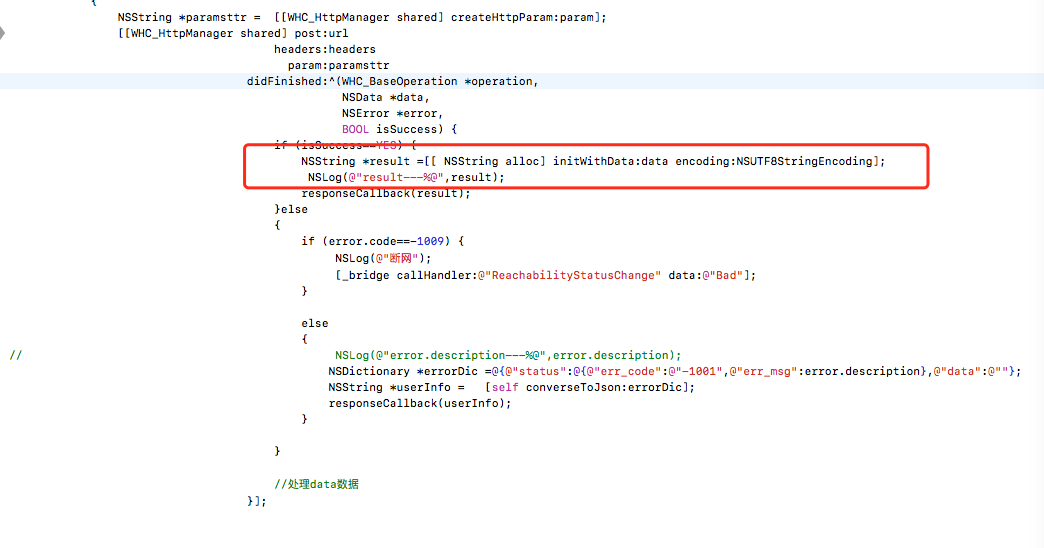 {
NSString *paramsttr =  [[WHC_HttpManager shared] createHttpParam:param];
[[WHC_HttpManager shared] post:url
headers:headers
param:paramsttr
didFinished:^(WHC_BaseOperation *operation,
NSData *data,
NSError *error,
BOOL isSuccess) {
if (isSuccess==YES) {
NSString *result =[[ NSString alloc] initWithData:data encoding:NSUTF8StringEncoding];
NSLog(@"result---%@",result);
responseCallback(result);
}else
{
if (error.code==-1009) {
NSLog(@"断网");
[_bridge callHandler:@"ReachabilityStatusChange" data:@"Bad"];
}
else
{
// NSLog(@"error.description---%@",error.description);
NSDictionary *errorDic =@{@"status":@{@"err_code":@"-1001",@"err_msg":error.description},@"data":@""};
NSString *userInfo =   [self converseToJson:errorDic];
responseCallback(userInfo);
}
}
//处理data数据
}];